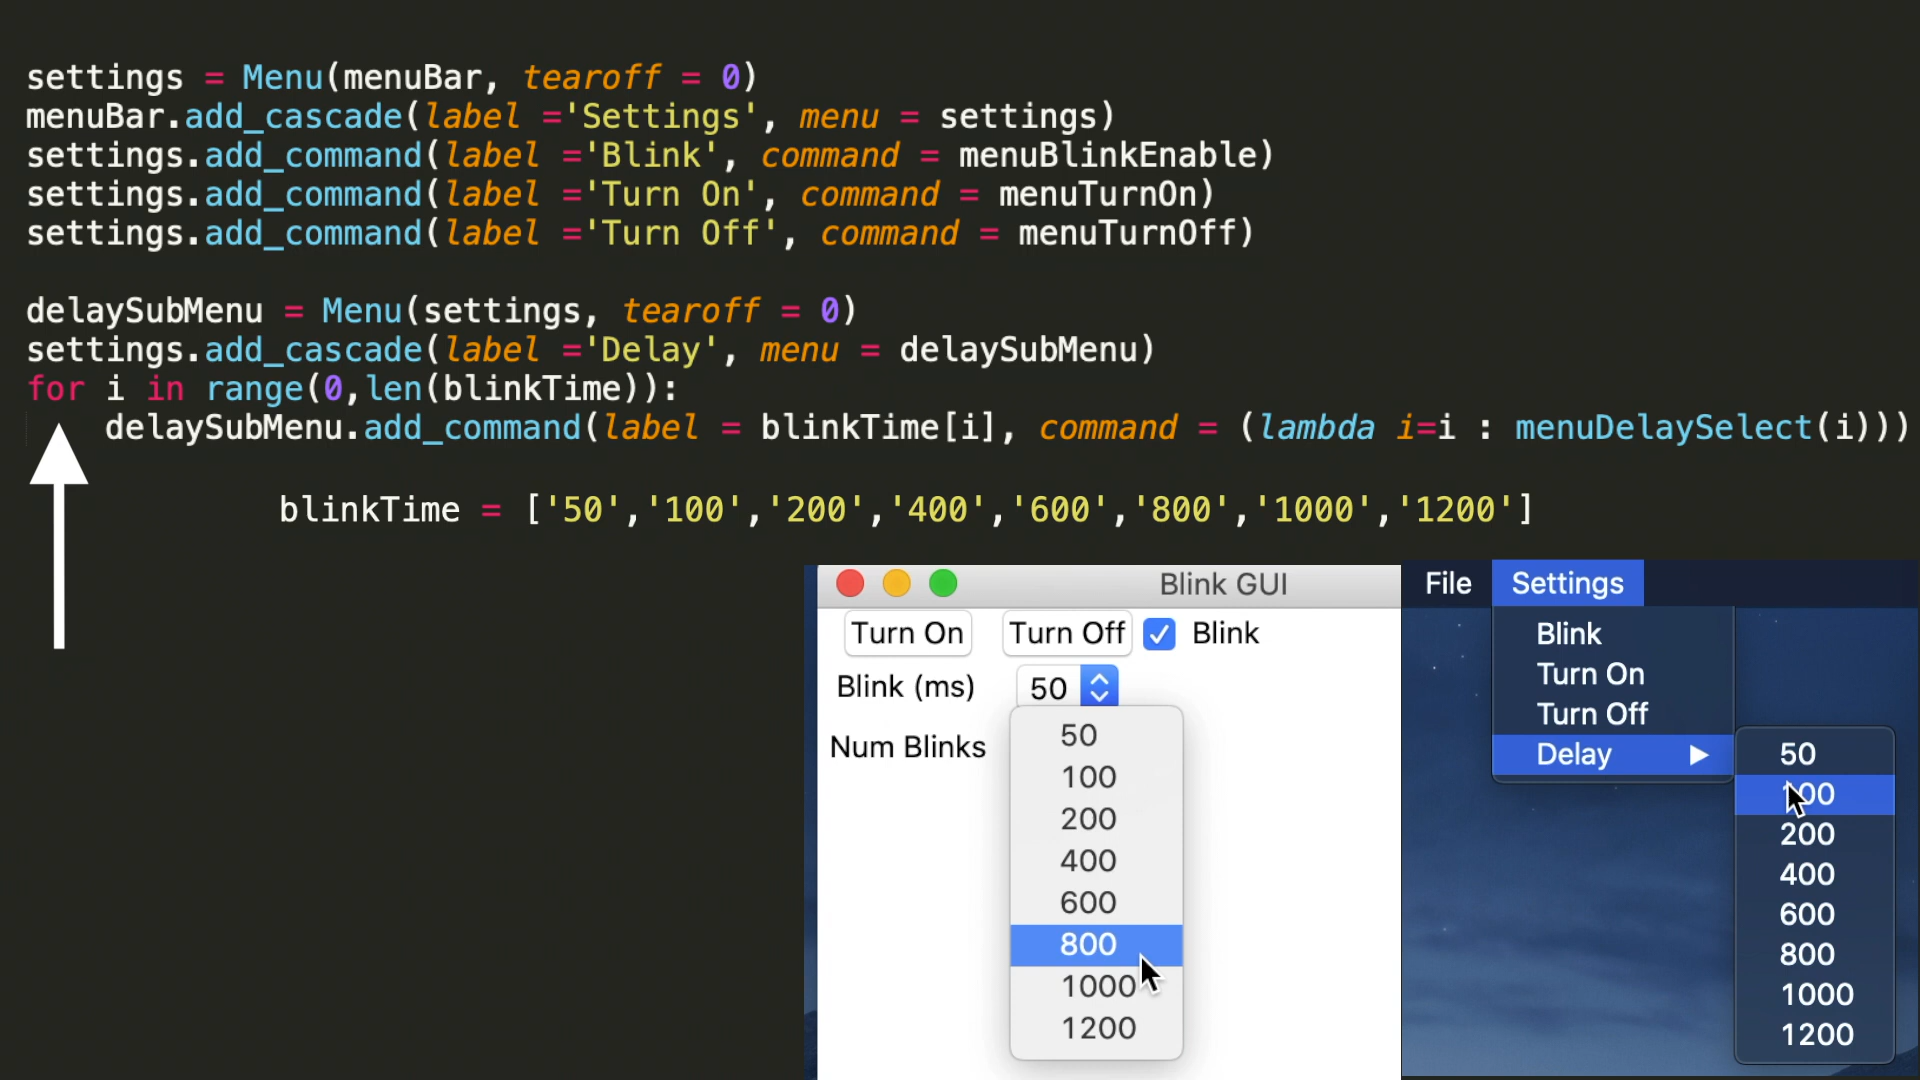 settings = Menu(menuBar, tearoff = 0)
menuBar.add_cascade(label ='Settings', menu = settings)
settings.add_command(label ='Blink', command = menuBlinkEnable)
settings.add_command(label ='Turn On', command = menuTurnOn)
settings.add_command(label ='Turn Off', command = menuTurnOff)
delaySubMenu = Menu(settings, tearoff = 0)
settings.add_cascade(label ='Delay', menu = delaySubMenu)
for i in range(0,len(blinkTime)):
    delaySubMenu.add_command(label = blinkTime[i], command = (lambda i=i : menuDelaySelect(i)))
blinkTime = ['50','100','200','400','600','800','1000','1200']
Blink GUI
Turn On Turn Off Blink
Blink (ms) 50
Num Blinks
50
100
200
400
600
800
1000
1200
File Settings
Blink
Turn On
Turn Off
Delay
50
100
200
400
600
800
1000
1200